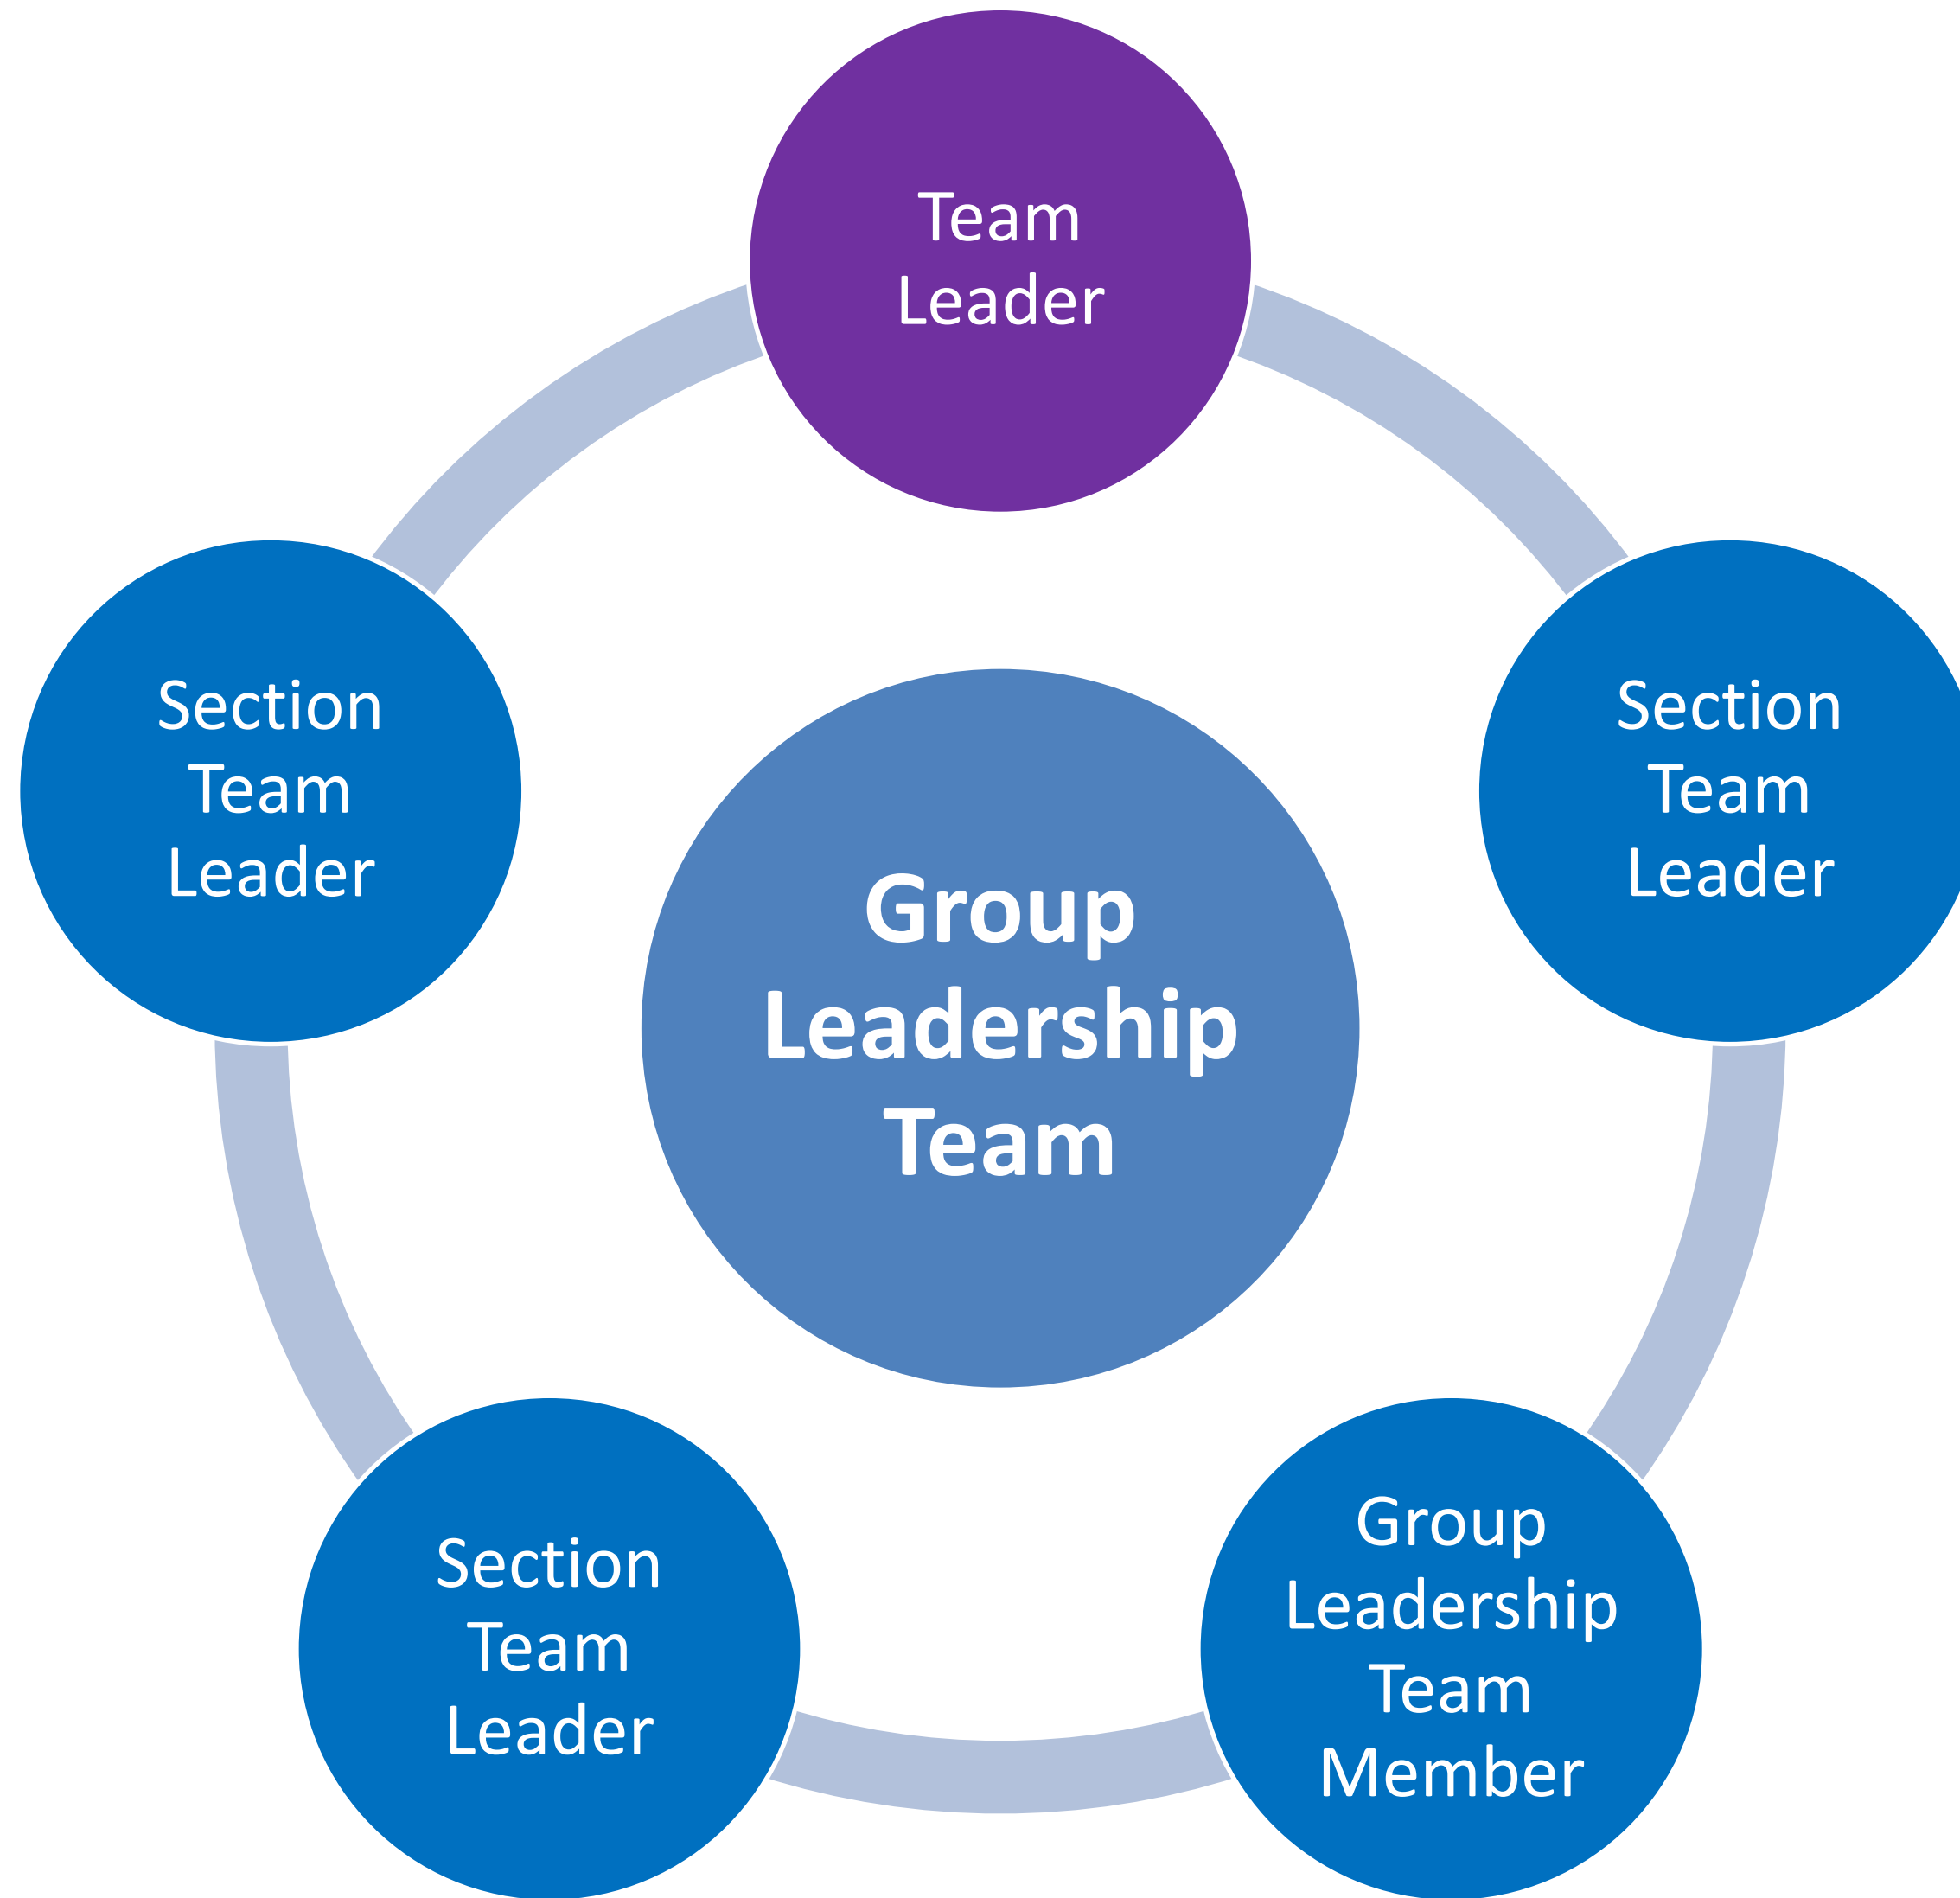 Team
Leader
Section
Team
Leader
Section
Team
Leader
Group
Leadership
Team
Section
Team
Leader
Group
Leadership
Team
Member